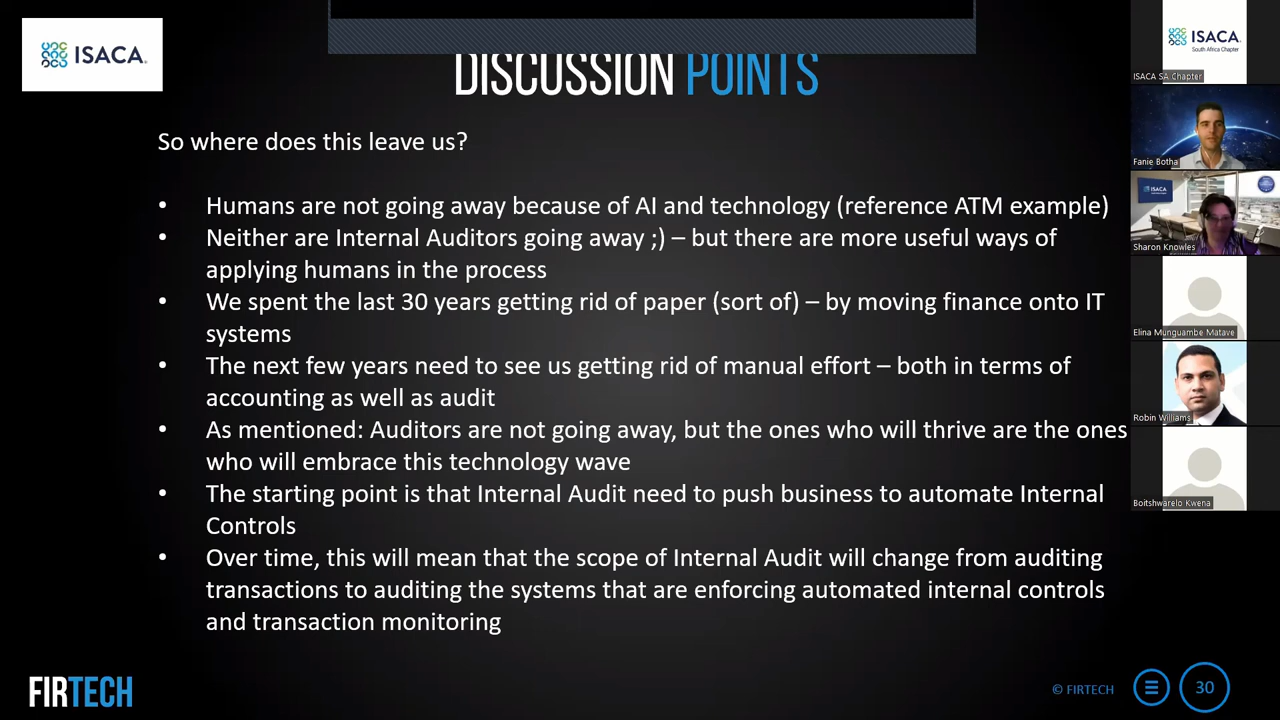 ISACA
DISCUSSION POINTS
So where does this leave us?
• Humans are not going away because of AI and technology (reference ATM example)
• Neither are Internal Auditors going away ;) – but there are more useful ways of
applying humans in the process
• We spent the last 30 years getting rid of paper (sort of) – by moving finance onto IT
systems
• The next few years need to see us getting rid of manual effort – both in terms of
accounting as well as audit
• As mentioned: Auditors are not going away, but the ones who will thrive are the ones
who will embrace this technology wave
• The starting point is that Internal Audit need to push business to automate Internal
Controls
• Over time, this will mean that the scope of Internal Audit will change from auditing
transactions to auditing the systems that are enforcing automated internal controls
and transaction monitoring
FIRTECH
© FIRTECH
30
ISACA
South Africa Chapter
ISACA SA Chapter
Fanie Botha
ISACA
Sharon Knowles
Elina Munguambe Matave
Robin Williams
Boitshwarelo Kwena